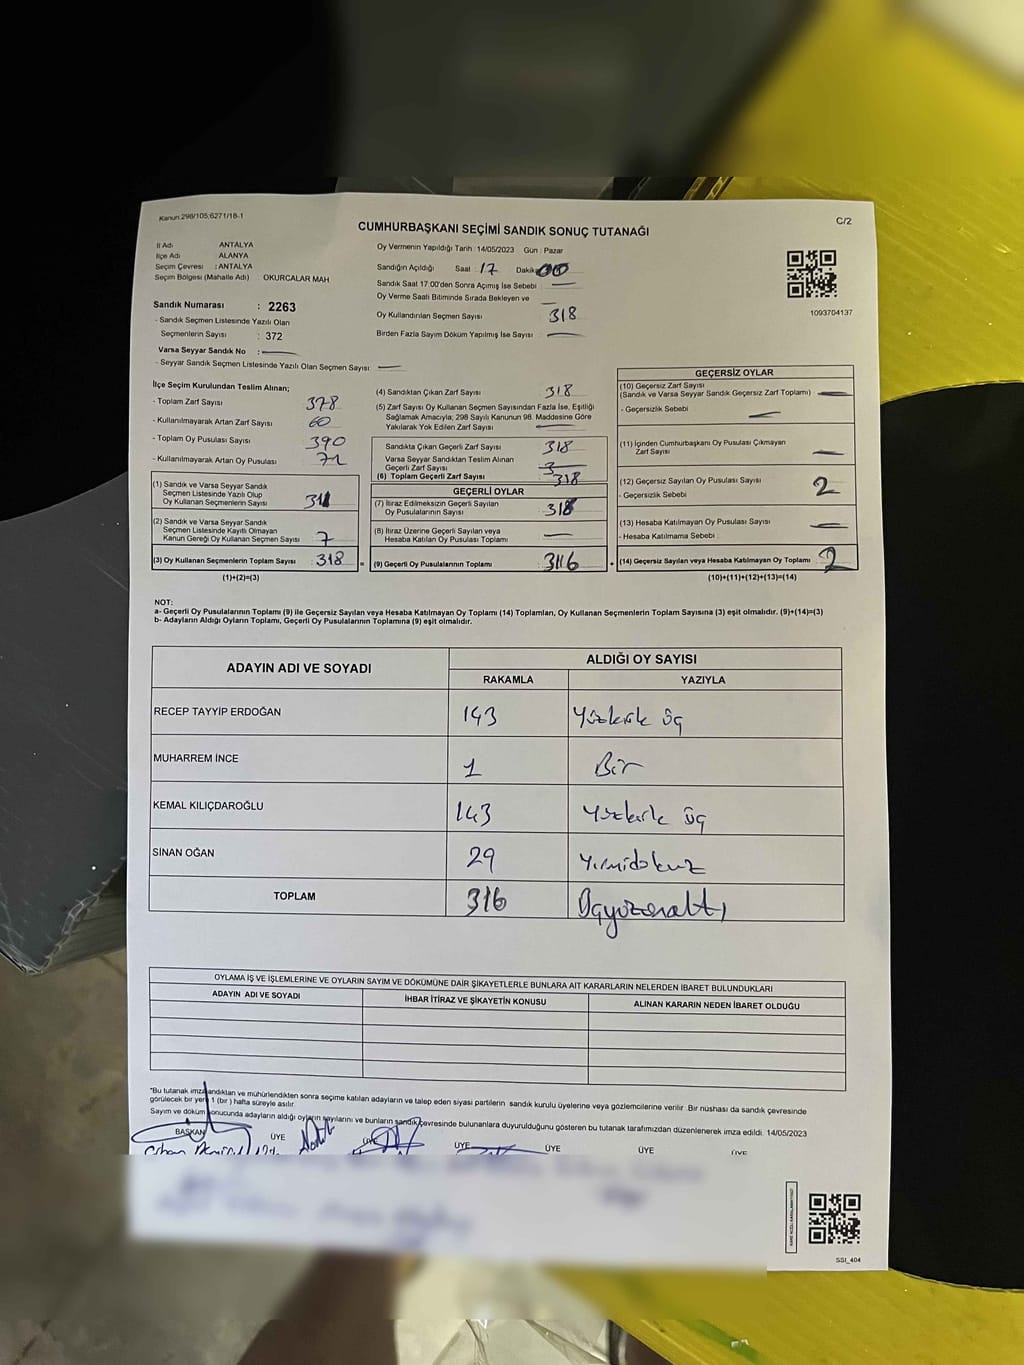 Kanun:298/105;6271/18-1
C/2
CUMHURBAŞKANI SEÇİMİ SANDIK SONUÇ TUTANAĞI
İl Adı ANTALYA
İlçe Adı ALANYA
Seçim Çevresi : ANTALYA
Seçim Bölgesi (Mahalle Adı) : OKURCALAR MAH
Oy Vermenin Yapıldığı Tarih : 14/05/2023 Gün : Pazar
Sandığın Açıldığı Saat 17 Dakika 00
Sandık Saat 17:00'den Sonra Açımış İse Sebebi
Oy Verme Saati Bitiminde Sırada Bekleyen ve
Oy Kullandırılan Seçmen Sayısı 318
Birden Fazla Sayım Döküm Yapılmış İse Sayısı
1093704137
Sandık Numarası : 2263
- Sandık Seçmen Listesinde Yazılı Olan
Seçmenlerin Sayısı : 372
Varsa Seyyar Sandık No :
- Seyyar Sandık Seçmen Listesinde Yazılı Olan Seçmen Sayısı:
İlçe Seçim Kurulundan Teslim Alınan;
- Toplam Zarf Sayısı 378
- Kullanılmayarak Artan Zarf Sayısı 60
- Toplam Oy Pusulası Sayısı 390
- Kullanılmayarak Artan Oy Pusulası 72
(1) Sandık ve Varsa Seyyar Sandık
Seçmen Listesinde Yazılı Olup
Oy Kullanan Seçmenlerin Sayısı 311
(2) Sandık ve Varsa Seyyar Sandık
Seçmen Listesinde Kayıtlı Olmayan
Kanun Gereği Oy Kullanan Seçmen Sayısı 7
(3) Oy Kullanan Seçmenlerin Toplam Sayısı : 318
(1)+(2)=(3)
(4) Sandıktan Çıkan Zarf Sayısı 318
(5) Zarf Sayısı Oy Kullanan Seçmen Sayısından Fazla İse, Eşitliği
Sağlamak Amacıyla; 298 Sayılı Kanunun 98. Maddesine Göre
Yakılarak Yok Edilen Zarf Sayısı
Sandıkta Çıkan Geçerli Zarf Sayısı 318
Varsa Seyyar Sandıktan Teslim Alınan
Geçerli Zarf Sayısı
(6) Toplam Geçerli Zarf Sayısı 318
GEÇERLİ OYLAR
(7) İtiraz Edilmeksizin Geçerli Sayılan
Oy Pusulalarının Sayısı
(8) İtiraz Üzerine Geçerli Sayılan veya
Hesaba Katılan Oy Pusulası Toplamı
= (9) Geçerli Oy Pusulalarının Toplamı 3116
GEÇERSİZ OYLAR
(10) Geçersiz Zarf Sayısı
(Sandık ve Varsa Seyyar Sandık Geçersiz Zarf Toplamı)
- Geçersizlik Sebebi
(11) İçinden Cumhurbaşkanı Oy Pusulası Çıkmayan
Zarf Sayısı
(12) Geçersiz Sayılan Oy Pusulası Sayısı 2
- Geçersizlik Sebebi
(13) Hesaba Katılmayan Oy Pusulası Sayısı
- Hesaba Katılmama Sebebi
+ (14) Geçersiz Sayılan veya Hesaba Katılmayan Oy Toplamı 2
(10)+(11)+(12)+(13)=(14)
NOT:
a- Geçerli Oy Pusulalarının Toplamı (9) ile Geçersiz Sayılan veya Hesaba Katılmayan Oy Toplamı (14) Toplamları, Oy Kullanan Seçmenlerin Toplam Sayısına (3) eşit olmalıdır. (9)+(14)=(3)
b- Adayların Aldığı Oyların Toplamı, Geçerli Oy Pusulalarının Toplamına (9) eşit olmalıdır.
ADAYIN ADI VE SOYADI
ALDIĞI OY SAYISI
RAKAMLA YAZIYLA
RECEP TAYYİP ERDOĞAN 143 Yüzkırk üç
MUHARREM İNCE 1 Bir
KEMAL KILIÇDAROĞLU 143 Yüzkırk üç
SİNAN OĞAN 29 Yirmidokuz
TOPLAM 316 Üçyüzonaltı
OYLAMA İŞ VE İŞLEMLERİNE VE OYLARIN SAYIM VE DÖKÜMÜNE DAİR ŞİKAYETLERLE BUNLARA AİT KARARLARIN NELERDEN İBARET BULUNDUKLARI
ADAYIN ADI VE SOYADI İHBAR İTİRAZ VE ŞİKAYETİN KONUSU ALINAN KARARIN NEDEN İBARET OLDUĞU
*Bu tutanak imzalandıktan ve mühürlendikten sonra seçime katılan adayların ve talep eden siyasi partilerin sandık kurulu üyelerine veya gözlemcilerine verilir. Bir nüshası da sandık çevresinde
görülecek bir yere 1 (bir) hafta süreyle asılır.
Sayım ve döküm sonucunda adayların aldığı oyların sayılarını ve bunların sandık çevresinde bulunanlara duyurulduğunu gösteren bu tutanak tarafımızdan düzenlenerek imza edildi. 14/05/2023
BAŞKAN ÜYE ÜYE ÜYE ÜYE ÜYE ÜYE
SSI_404